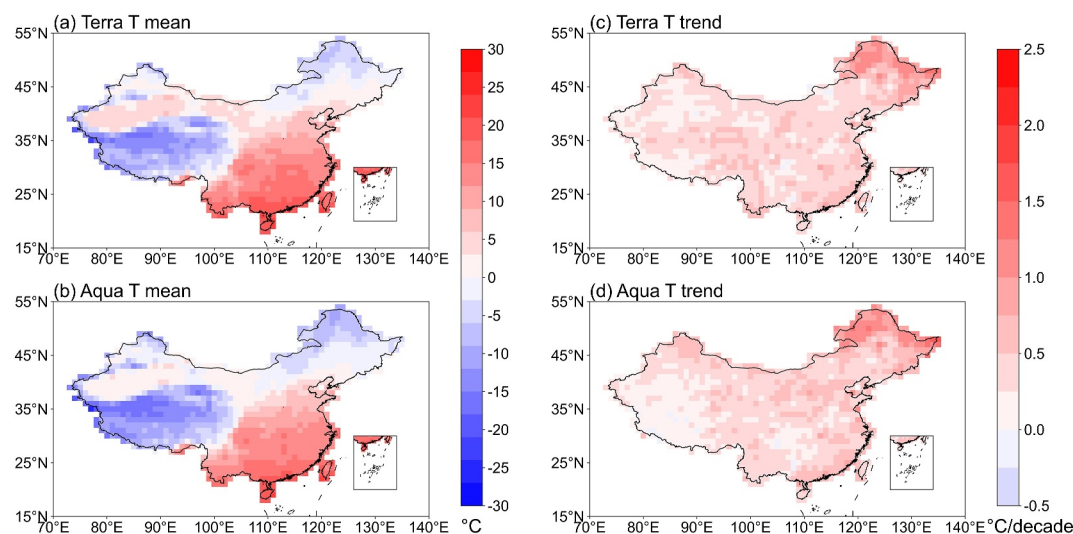 (a) Terra T mean
55°N
45°N
35°N
25°N
15°N
70°E 80°E 90°E 100°E 110°E 120°E 130°E 140°E
(b) Aqua T mean
55°N
45°N
35°N
25°N
15°N
70°E 80°E 90°E 100°E 110°E 120°E 130°E 140°E
30
25
20
15
10
5
0
-5
-10
-15
-20
-25
-30
°C
(c) Terra T trend
55°N
45°N
35°N
25°N
15°N
70°E 80°E 90°E 100°E 110°E 120°E 130°E 140°E
(d) Aqua T trend
55°N
45°N
35°N
25°N
15°N
70°E 80°E 90°E 100°E 110°E 120°E 130°E 140°E
2.5
2.0
1.5
1.0
0.5
0.0
-0.5
°C/decade